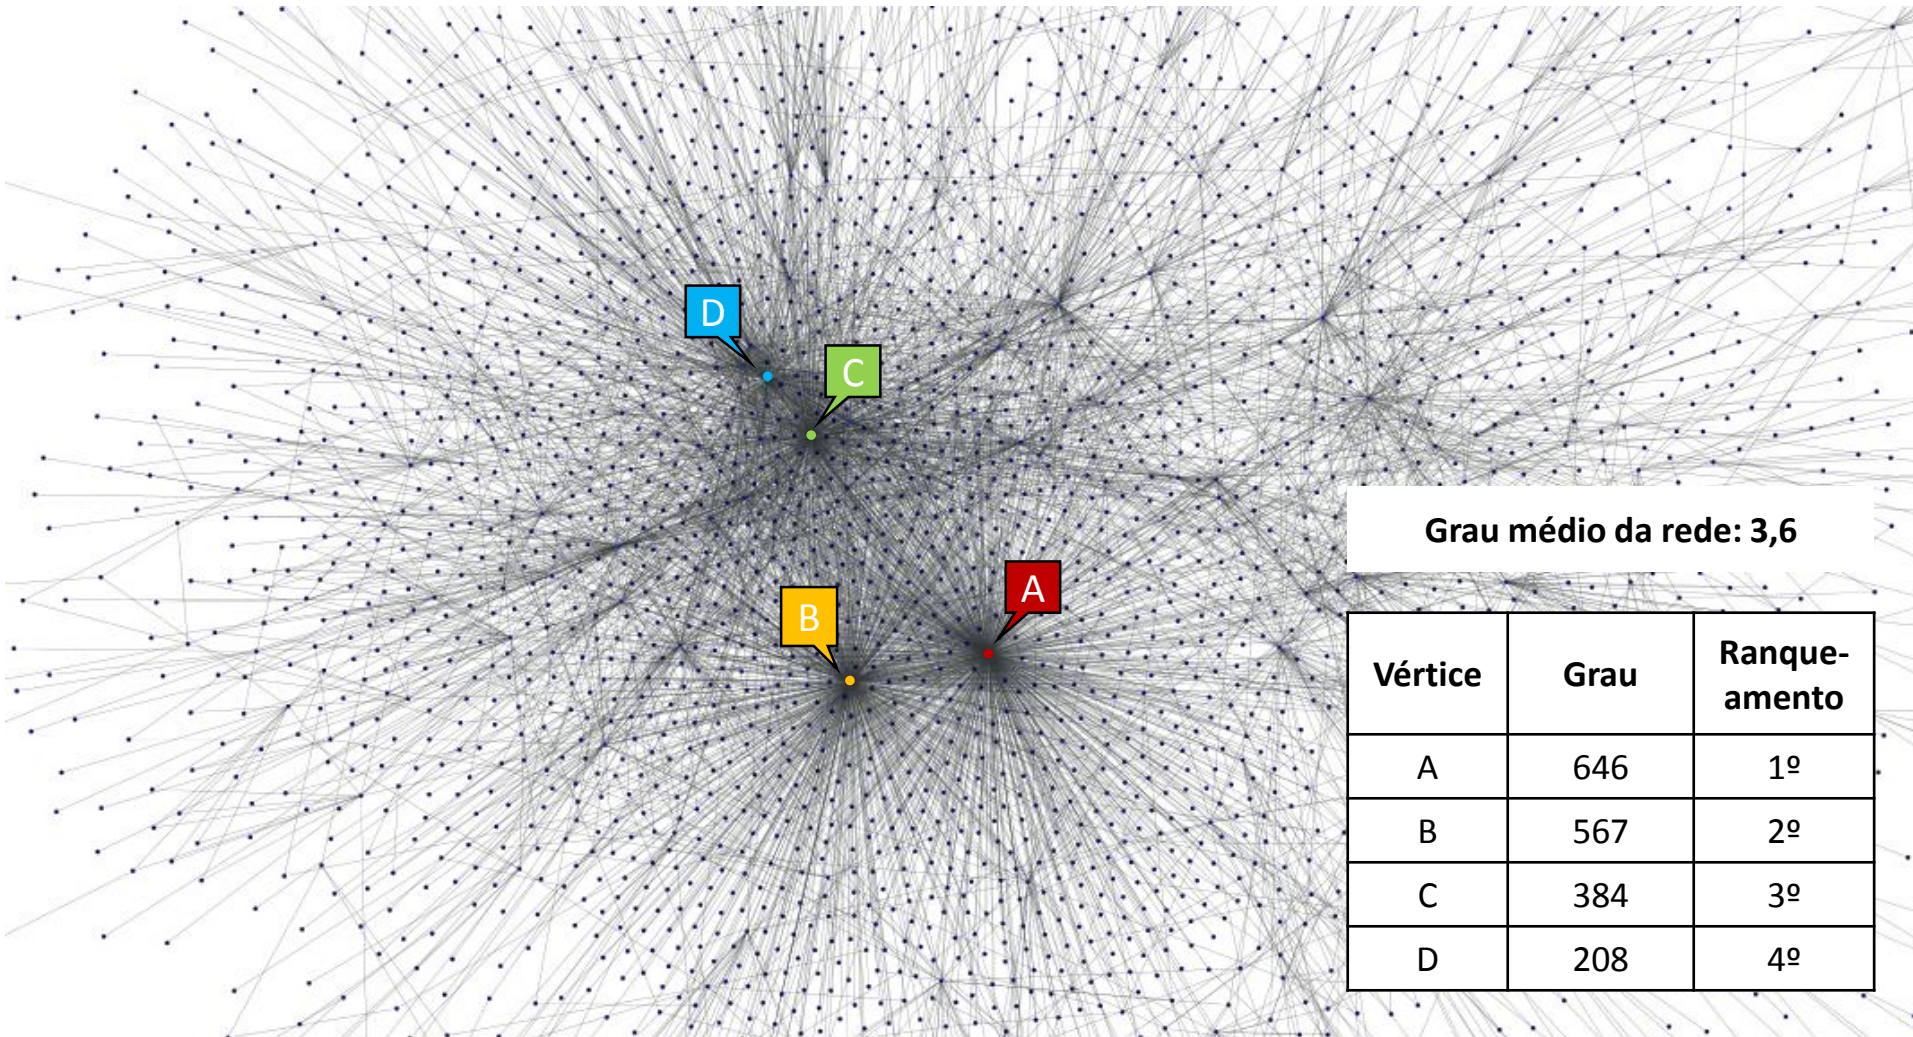 D
C
Grau médio da rede: 3,6
A
B
Vértice Grau Ranque-
amento
A 646 1º
B 567 2º
C 384 3º
D 208 4º